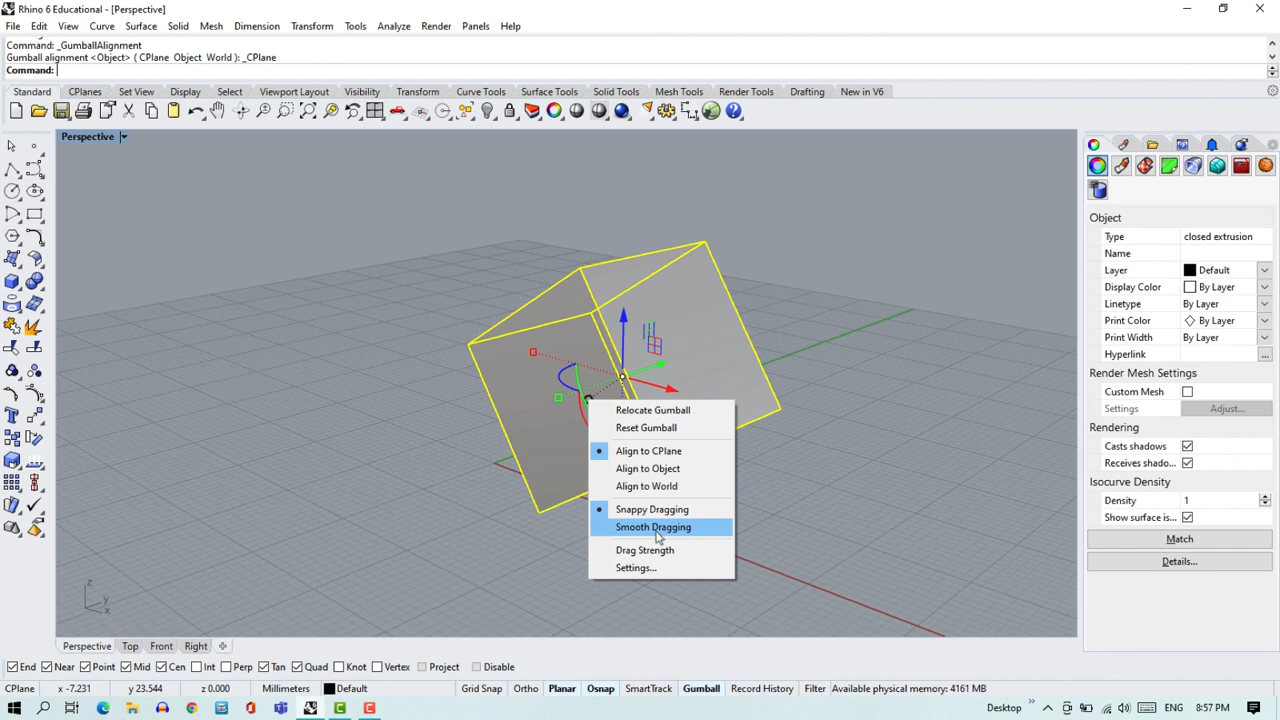 Rhino 6 Educational - [Perspective]
File Edit View Curve Surface Solid Mesh Dimension Transform Tools Analyze Render Panels Help
Command: _GumballAlignment
Gumball alignment <Object> ( CPlane Object World ): _CPlane
Command:
Standard CPlanes Set View Display Select Viewport Layout Visibility Transform Curve Tools Surface Tools Solid Tools Mesh Tools Render Tools Drafting New in V6
Perspective
Relocate Gumball
Reset Gumball
Align to CPlane
Align to Object
Align to World
Snappy Dragging
Smooth Dragging
Drag Strength
Settings...
z
y
x
Object
Type closed extrusion
Name
Layer Default
Display Color By Layer
Linetype By Layer
Print Color By Layer
Print Width By Layer
Hyperlink ...
Render Mesh Settings
Custom Mesh
Settings Adjust...
Rendering
Casts shadows
Receives shado...
Isocurve Density
Density 1
Show surface is...
Match
Details...
Perspective Top Front Right
End Near Point Mid Cen Int Perp Tan Quad Knot Vertex Project Disable
CPlane x -7.231 y 23.544 z 0.000 Millimeters Default Grid Snap Ortho Planar Osnap SmartTrack Gumball Record History Filter Available physical memory: 4161 MB
Desktop » ENG 8:57 PM